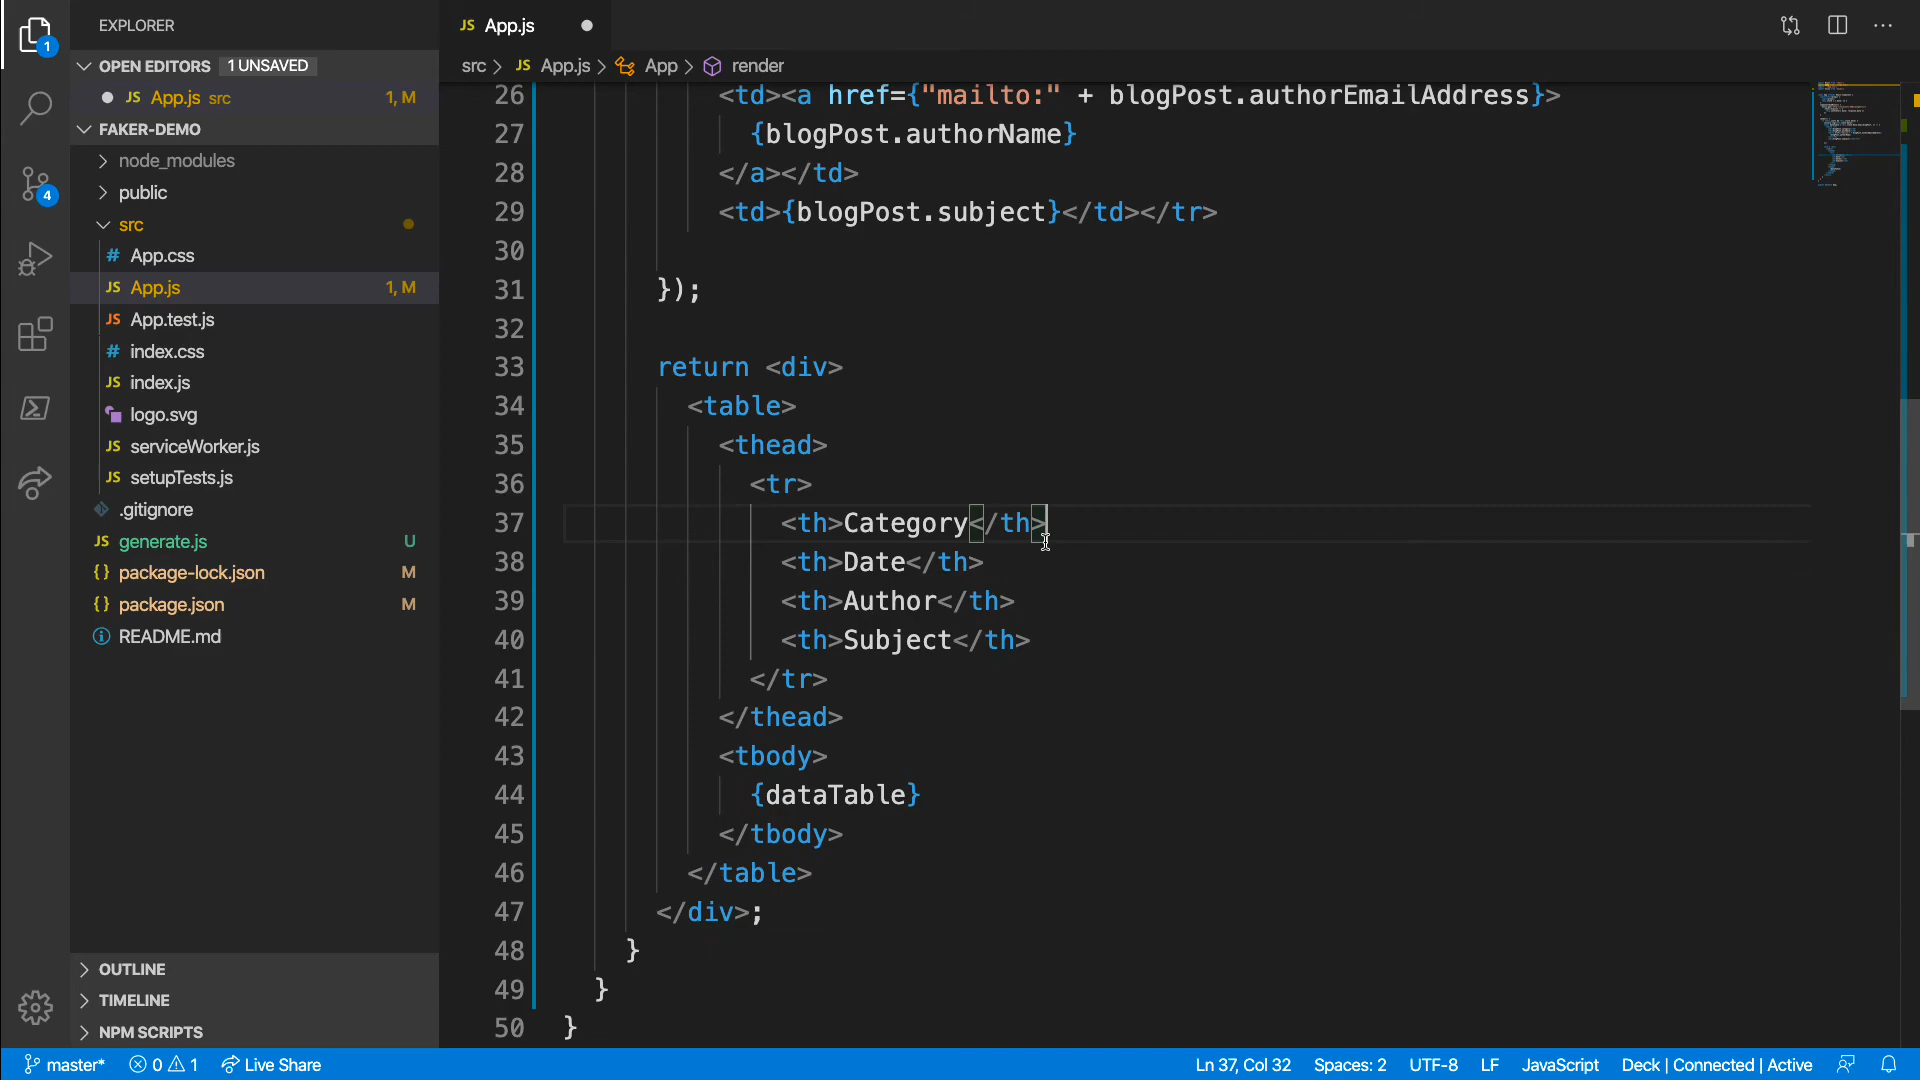 EXPLORER
OPEN EDITORS 1 UNSAVED
JS App.js src 1, M
FAKER-DEMO
node_modules
public
src
# App.css
JS App.js 1, M
JS App.test.js
# index.css
JS index.js
logo.svg
JS serviceWorker.js
JS setupTests.js
.gitignore
JS generate.js U
{} package-lock.json M
{} package.json M
README.md
OUTLINE
TIMELINE
NPM SCRIPTS
1
4
JS App.js
src > JS App.js > App > render
26 <td><a href={"mailto:" + blogPost.authorEmailAddress}>
27 {blogPost.authorName}
28 </a></td>
29 <td>{blogPost.subject}</td></tr>
30
31 });
32
33 return <div>
34 <table>
35 <thead>
36 <tr>
37 <th>Category</th>
38 <th>Date</th>
39 <th>Author</th>
40 <th>Subject</th>
41 </tr>
42 </thead>
43 <tbody>
44 {dataTable}
45 </tbody>
46 </table>
47 </div>;
48 }
49 }
50 }
master* 0 1 Live Share Ln 37, Col 32 Spaces: 2 UTF-8 LF JavaScript Deck | Connected | Active